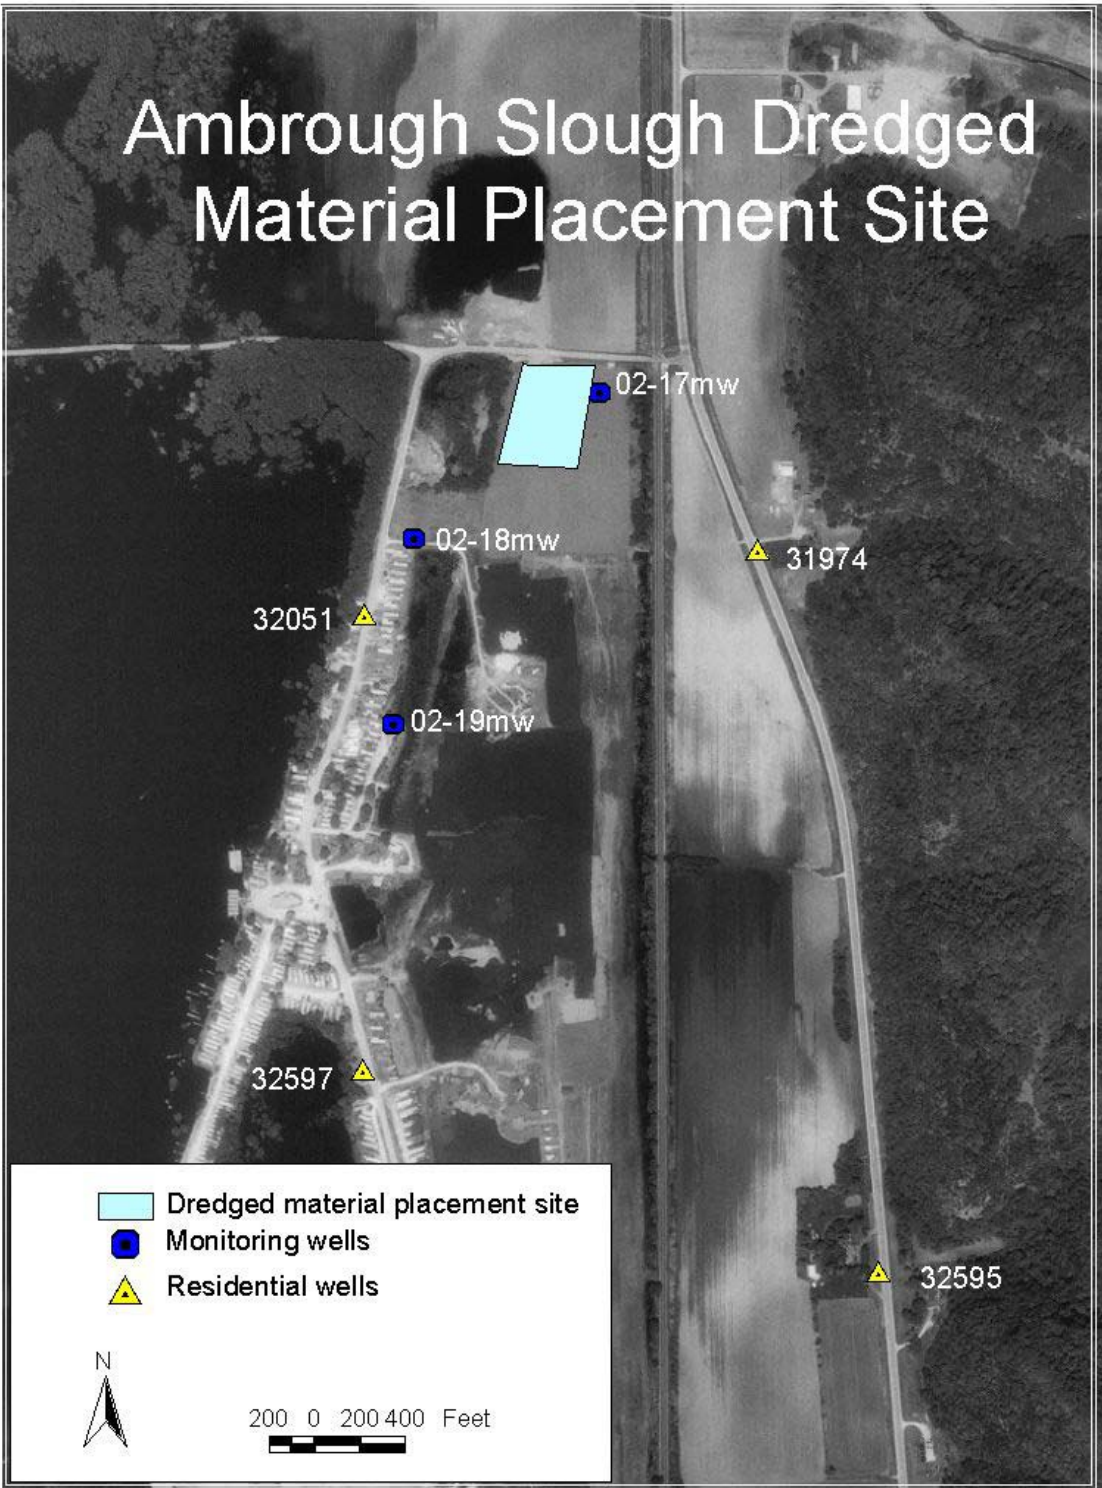 Ambrough Slough Dredged
Material Placement Site
02-17mw
02-18mw
31974
32051
02-19mw
32597
32595
Dredged material placement site
Monitoring wells
Residential wells
N
200 0 200 400 Feet